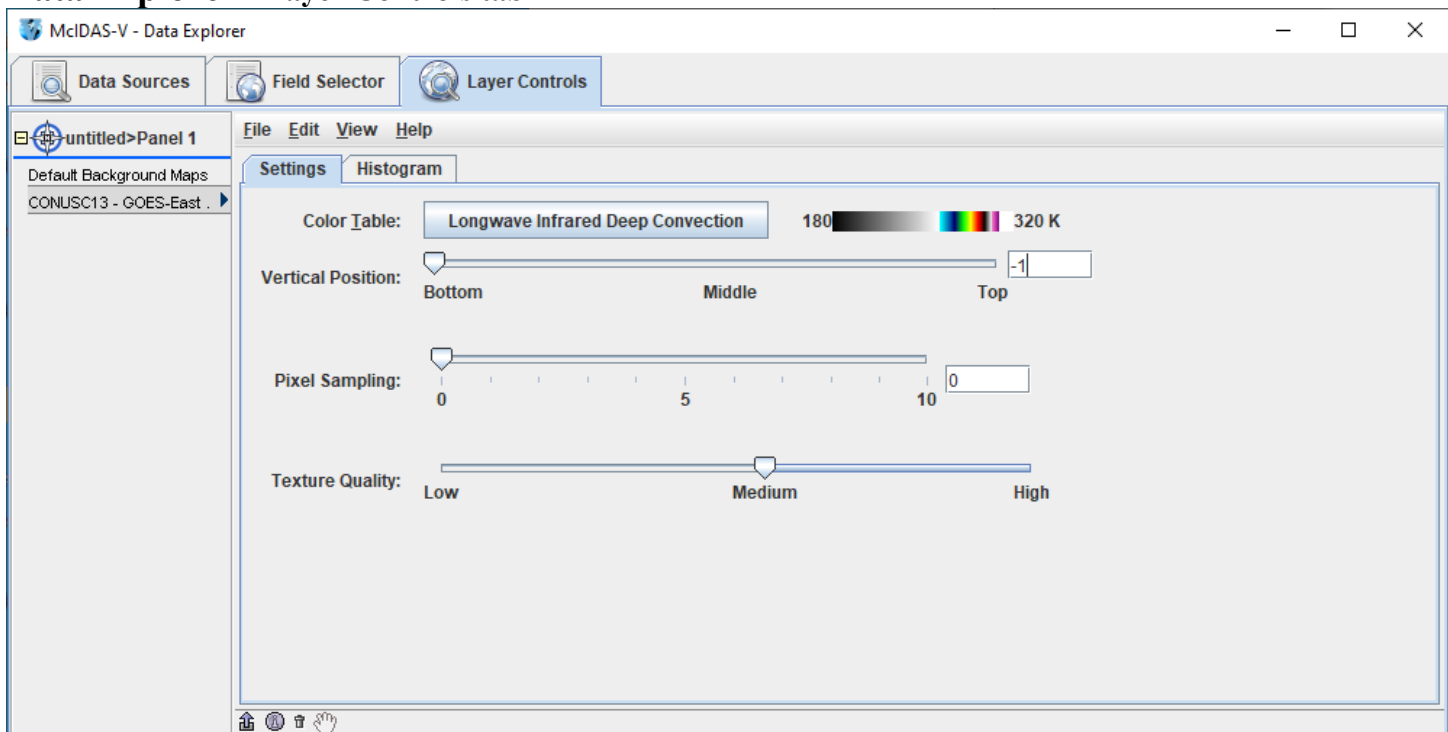 McIDAS-V - Data Explorer
Data Sources Field Selector Layer Controls
untitled>Panel 1
File Edit View Help
Default Background Maps
CONUSC13 - GOES-East .
Settings Histogram
Color Table: Longwave Infrared Deep Convection 180 320 K
Vertical Position: -1
Bottom Middle Top
Pixel Sampling: 0
0 5 10
Texture Quality:
Low Medium High